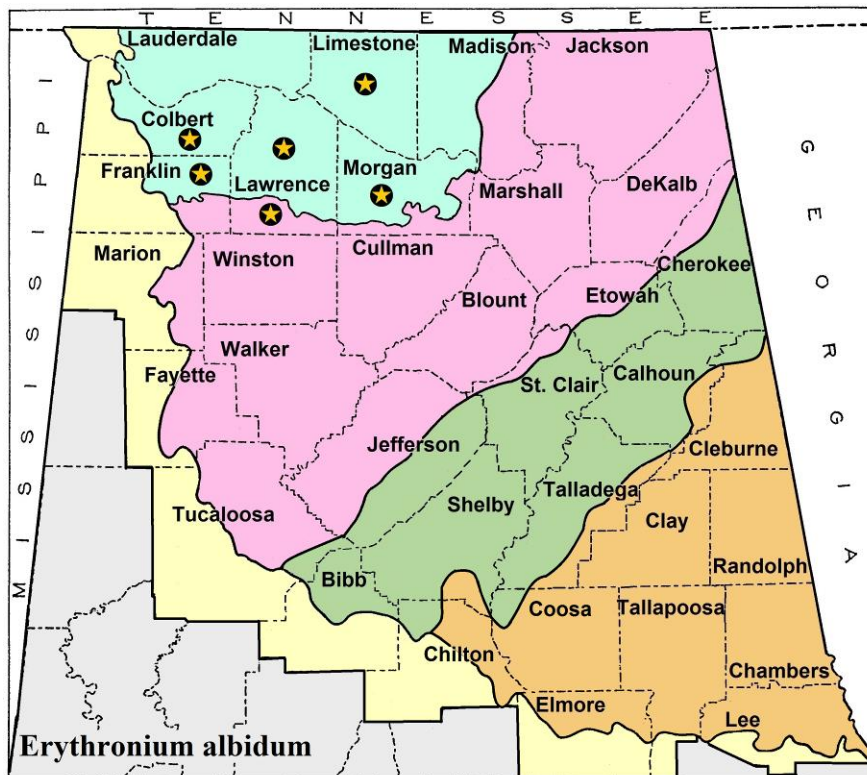 TENNESSEE
Lauderdale
Limestone
Madison
Jackson
Colbert
Franklin
Lawrence
Morgan
Marshall
DeKalb
Marion
Winston
Cullman
Cherokee
Blount
Etowah
Walker
Fayette
St. Clair
Calhoun
Jefferson
Cleburne
Tucaloosa
Shelby
Talladega
Clay
Randolph
Bibb
Coosa
Tallapoosa
Chilton
Chambers
Elmore
Lee
MISSISSIPPI
GEORGIA
Erythronium albidum